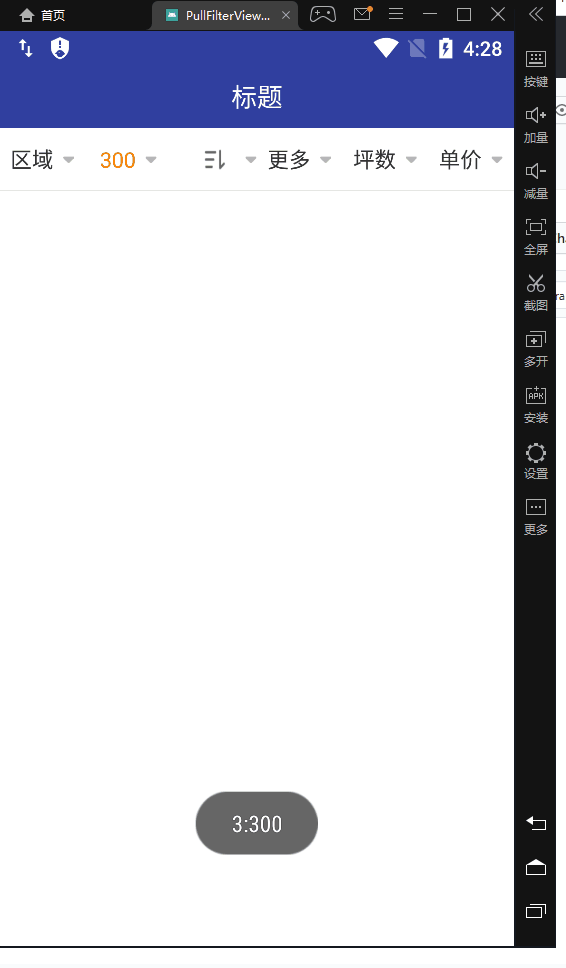 首页
PullFilterView...
4:28
标题
区域
300
更多
坪数
单价
3:300
按键
加量
减量
全屏
截图
多开
APK
安装
设置
更多
ra